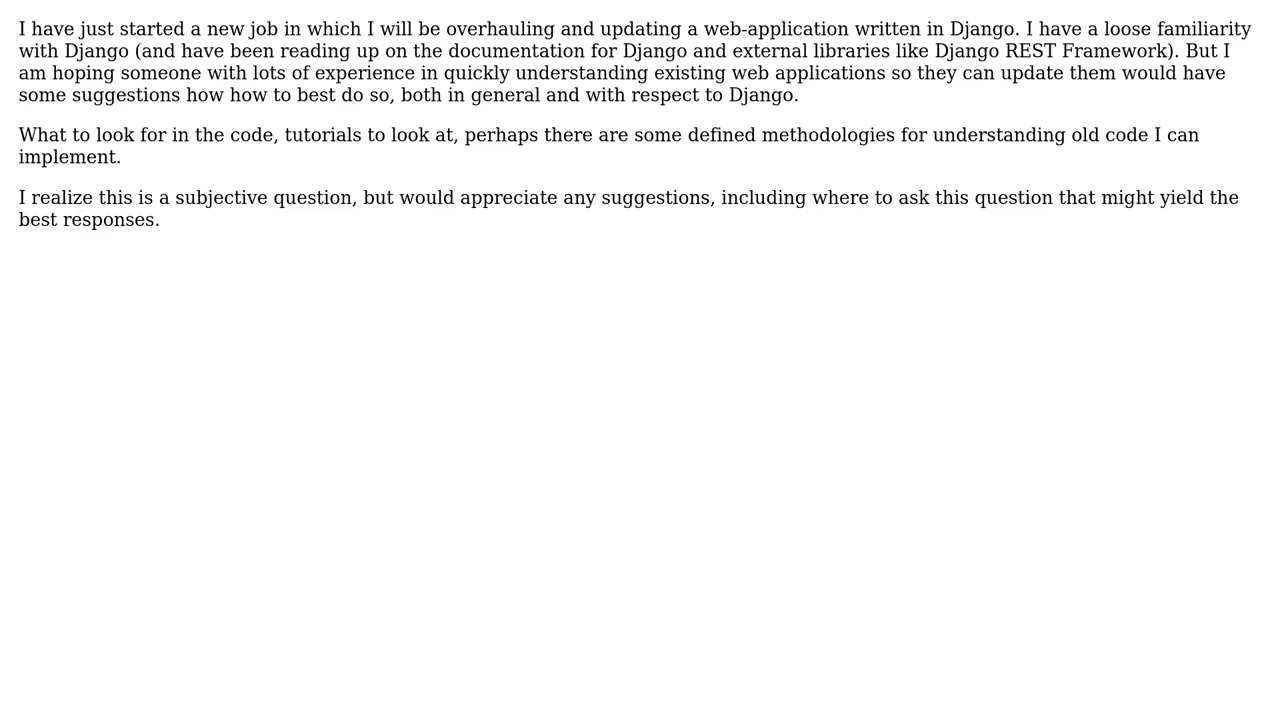 I have just started a new job in which I will be overhauling and updating a web-application written in Django. I have a loose familiarity
with Django (and have been reading up on the documentation for Django and external libraries like Django REST Framework). But I
am hoping someone with lots of experience in quickly understanding existing web applications so they can update them would have
some suggestions how how to best do so, both in general and with respect to Django.
What to look for in the code, tutorials to look at, perhaps there are some defined methodologies for understanding old code I can
implement.
I realize this is a subjective question, but would appreciate any suggestions, including where to ask this question that might yield the
best responses.